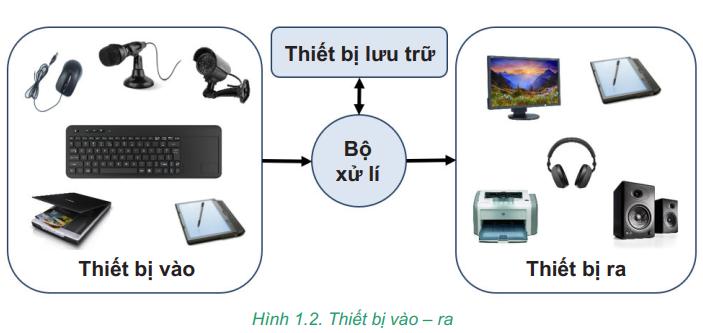 Thiết bị lưu trữ
Bộ
xử lí
Thiết bị vào
Thiết bị ra
Hình 1.2. Thiết bị vào – ra